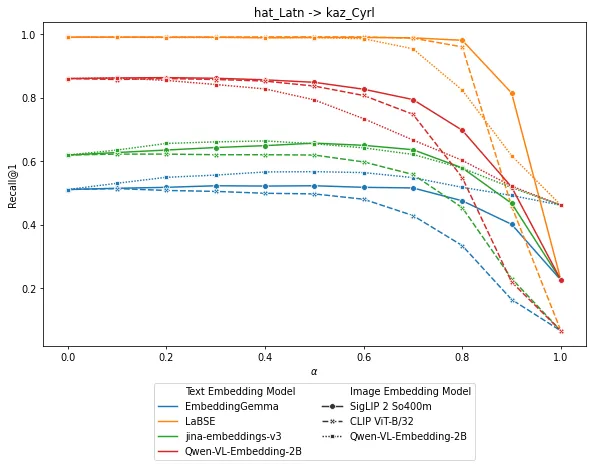 hat_Latn -> kaz_Cyrl
Recall@1
1.0
0.8
0.6
0.4
0.2
0.0 0.2 0.4 0.6 0.8 1.0
α
Text Embedding Model
EmbeddingGemma
LaBSE
jina-embeddings-v3
Qwen-VL-Embedding-2B
Image Embedding Model
SigLIP 2 So400m
CLIP ViT-B/32
Qwen-VL-Embedding-2B